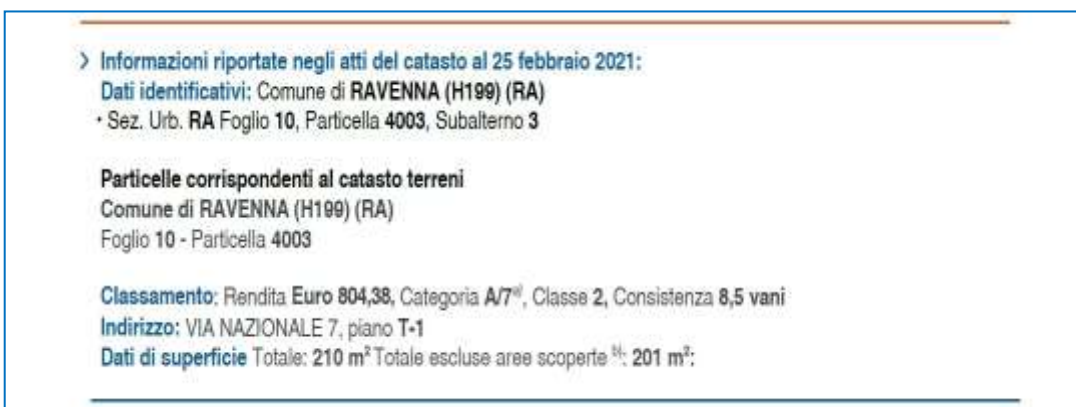 > Informazioni riportate negli atti del catasto al 25 febbraio 2021:
Dati identificativi: Comune di RAVENNA (H199) (RA)
• Sez. Urb. RA Foglio 10, Particella 4003, Subalterno 3
Particelle corrispondenti al catasto terreni
Comune di RAVENNA (H199) (RA)
Foglio 10 - Particella 4003
Classamento: Rendita Euro 804,38, Categoria A/7a), Classe 2, Consistenza 8,5 vani
Indirizzo: VIA NAZIONALE 7, piano T-1
Dati di superficie Totale: 210 m² Totale escluse aree scoperte b): 201 m²: